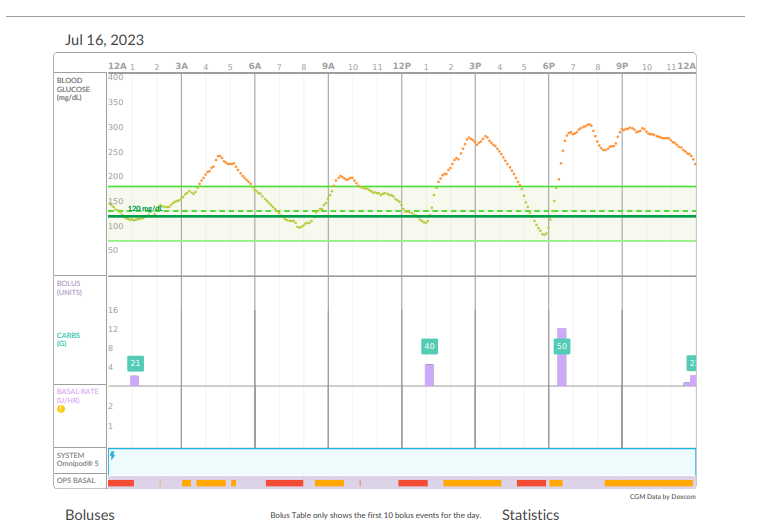 Jul 16, 2023
12A 1 2 3A 4 5 6A 7 8 9A 10 11 12P 1 2 3P 4 5 6P 7 8 9P 10 11 12A
BLOOD
GLUCOSE
(mg/dL)
400
350
300
250
200
150
120 mg/dl
100
50
BOLUS
(UNITS)
16
12
CARBS
(G)
8
4
21
40
50
2
BASAL RATE
(U/HR)
!
2
1
SYSTEM
Omnipod® 5
OP5 BASAL
CGM Data by Dexcom
Boluses
Bolus Table only shows the first 10 bolus events for the day.
Statistics